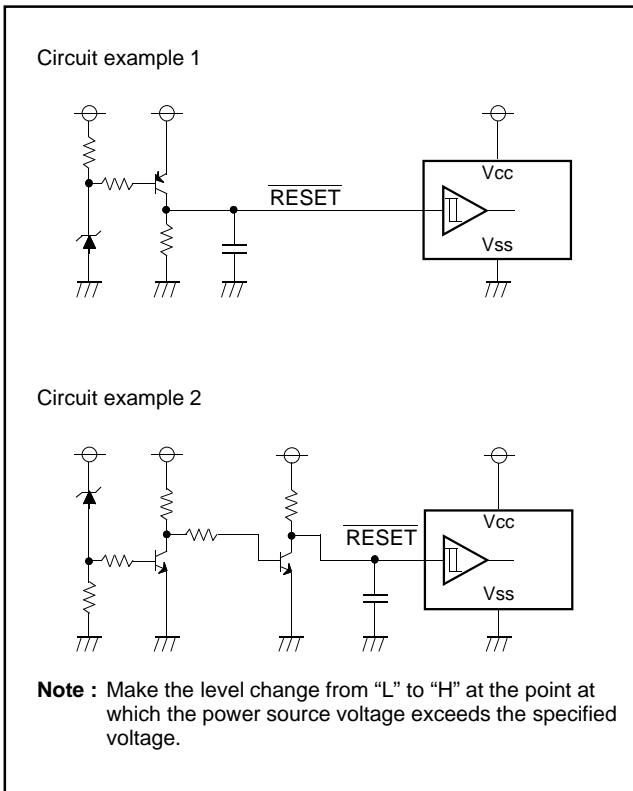 Circuit example 1
RESET
Vcc
Vss
Circuit example 2
RESET
Vcc
Vss
Note : Make the level change from “L” to “H” at the point at
which the power source voltage exceeds the specified
voltage.